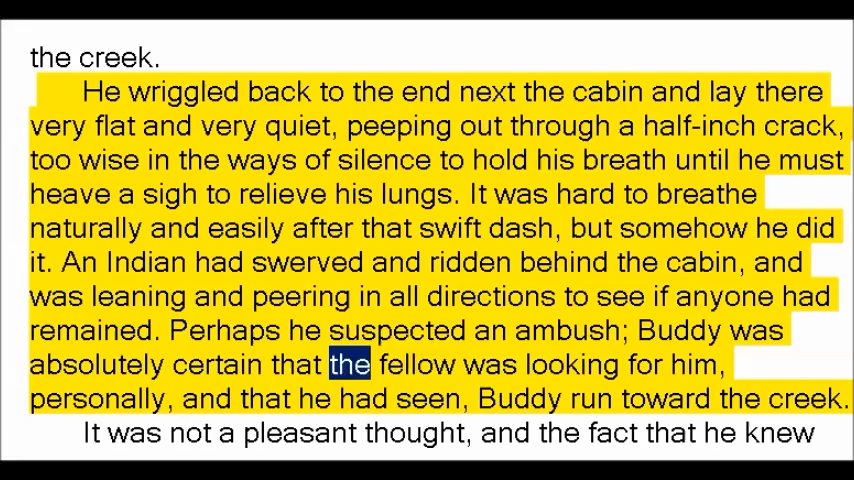 the creek.
He wriggled back to the end next the cabin and lay there
very flat and very quiet, peeping out through a half-inch crack,
too wise in the ways of silence to hold his breath until he must
heave a sigh to relieve his lungs. It was hard to breathe
naturally and easily after that swift dash, but somehow he did
it. An Indian had swerved and ridden behind the cabin, and
was leaning and peering in all directions to see if anyone had
remained. Perhaps he suspected an ambush; Buddy was
absolutely certain that the fellow was looking for him,
personally, and that he had seen, Buddy run toward the creek.
It was not a pleasant thought, and the fact that he knew